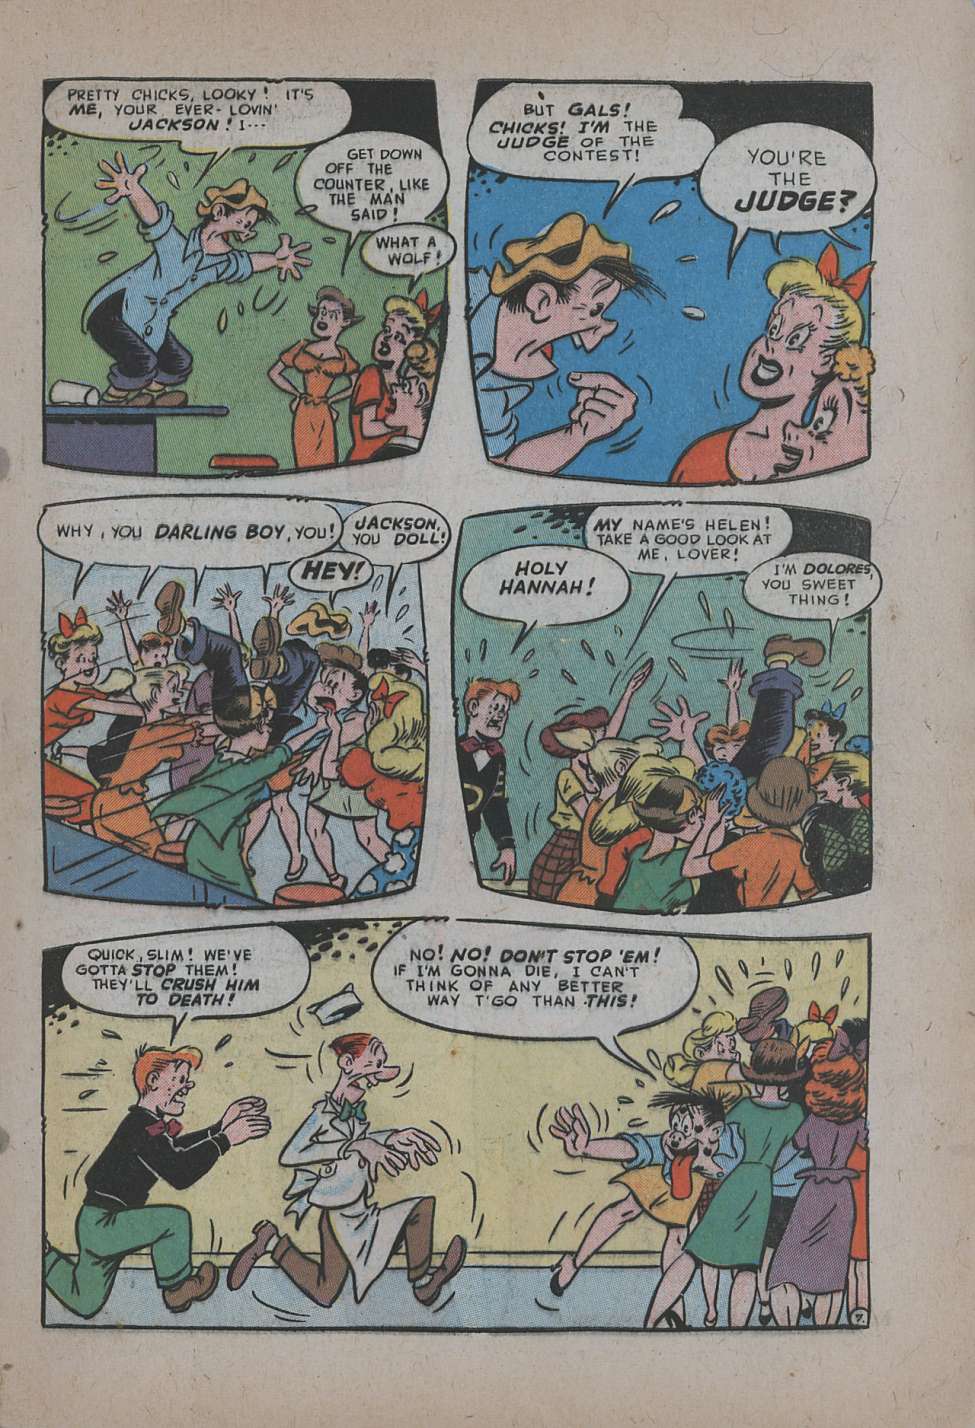 PRETTY CHICKS, LOOKY! IT'S
ME, YOUR EVER-LOVIN'
JACKSON! I---
GET DOWN
OFF THE
COUNTER, LIKE
THE MAN
SAID!
WHAT A
WOLF!
BUT GALS!
CHICKS! I'M THE
JUDGE OF THE
CONTEST!
YOU'RE
THE
JUDGE?
WHY, YOU DARLING BOY, YOU!
JACKSON,
YOU DOLL!
HEY!
HOLY
HANNAH!
MY NAME'S HELEN!
TAKE A GOOD LOOK AT
ME, LOVER!
I'M DOLORES,
YOU SWEET
THING!
QUICK, SLIM! WE'VE
GOTTA STOP THEM!
THEY'LL CRUSH HIM
TO DEATH!
NO! NO! DON'T STOP 'EM!
IF I'M GONNA DIE, I CAN'T
THINK OF ANY BETTER
WAY T'GO THAN THIS!
7.